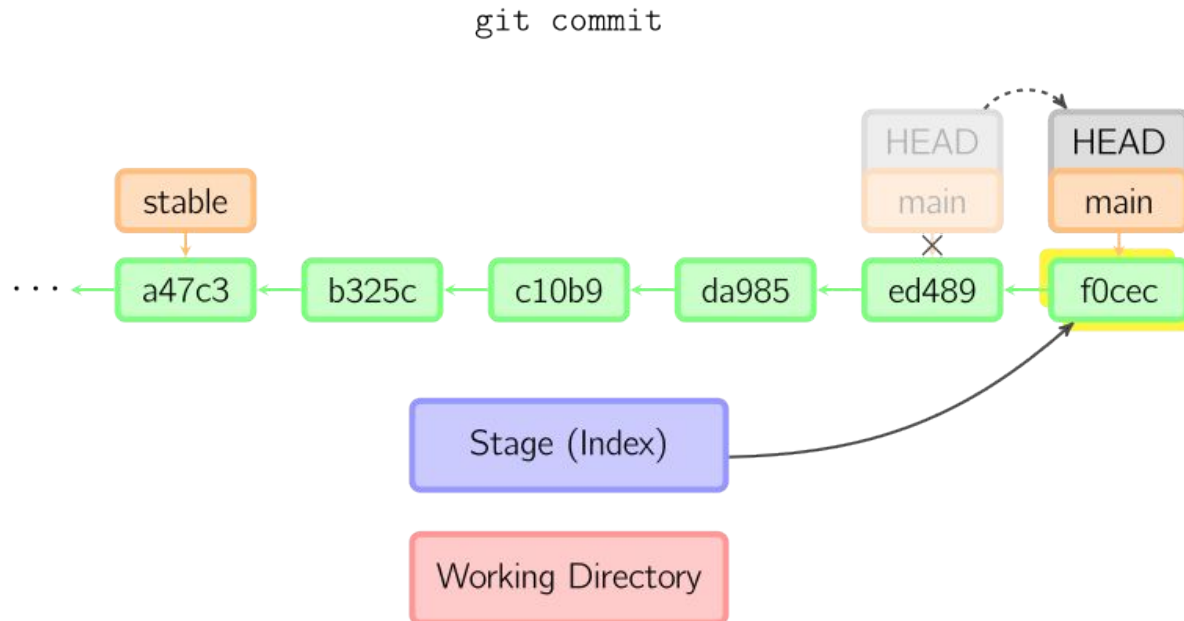 git commit
HEAD HEAD
stable main main
··· a47c3 b325c c10b9 da985 ed489 f0cec
Stage (Index)
Working Directory